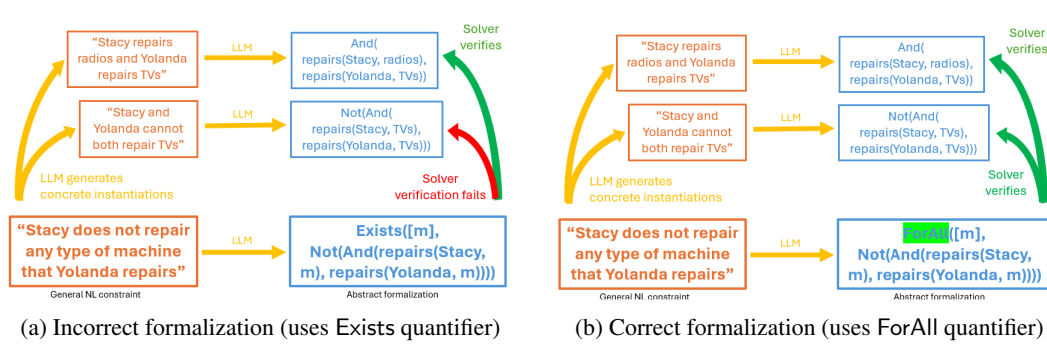 "Stacy repairs
radios and Yolanda
repairs TVs"
LLM
And(
repairs(Stacy, radios),
repairs(Yolanda, TVs))
Solver
verifies
"Stacy and
Yolanda cannot
both repair TVs"
LLM
Not(And(
repairs(Stacy, TVs),
repairs(Yolanda, TVs)))
LLM generates
concrete instantiations
Solver
verification fails
"Stacy does not repair
any type of machine
that Yolanda repairs"
LLM
Exists([m],
Not(And(repairs(Stacy,
m), repairs(Yolanda, m))))
General NL constraint
Abstract formalization
(a) Incorrect formalization (uses Exists quantifier)
"Stacy repairs
radios and Yolanda
repairs TVs"
LLM
And(
repairs(Stacy, radios),
repairs(Yolanda, TVs))
Solver
verifies
"Stacy and
Yolanda cannot
both repair TVs"
LLM
Not(And(
repairs(Stacy, TVs),
repairs(Yolanda, TVs)))
LLM generates
concrete instantiations
Solver
verifies
"Stacy does not repair
any type of machine
that Yolanda repairs"
LLM
ForAll([m],
Not(And(repairs(Stacy,
m), repairs(Yolanda, m))))
General NL constraint
Abstract formalization
(b) Correct formalization (uses ForAll quantifier)